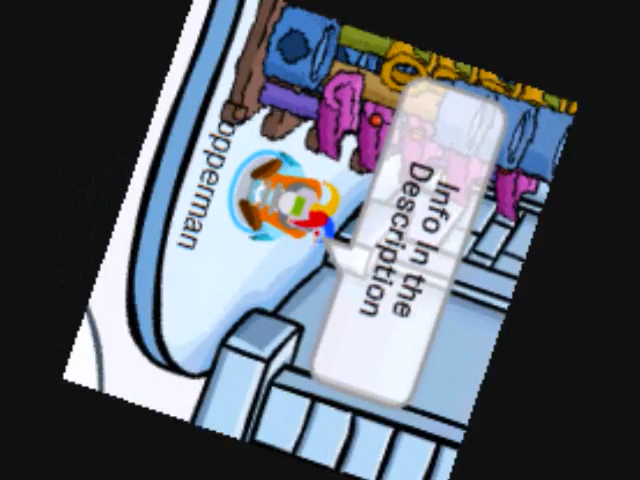 Info In the
Description
opperman